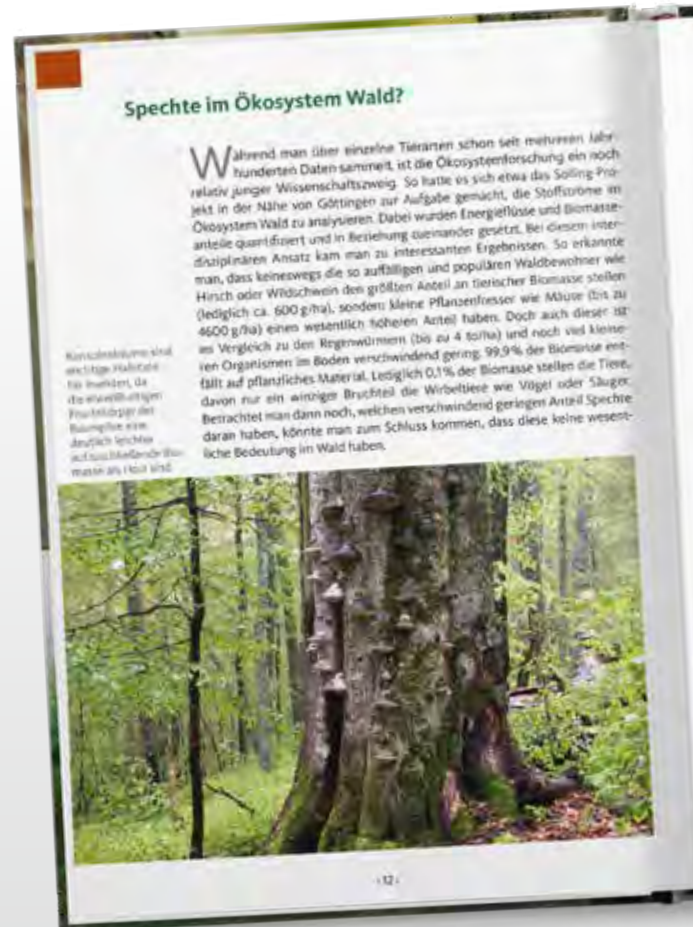 Spechte im Ökosystem Wald?
Während man über einzelne Tierarten schon seit mehreren Jahr-
hunderten Daten sammelt, ist die Ökosystemforschung ein noch
relativ junger Wissenschaftszweig. So hatte es sich etwa das Solling-Pro-
jekt in der Nähe von Göttingen zur Aufgabe gemacht, die Stoffströme im
Ökosystem Wald zu analysieren. Dabei wurden Energieflüsse und Biomasse-
anteile quantifiziert und in Beziehung zueinander gesetzt. Bei diesem inter-
disziplinären Ansatz kam man zu interessanten Ergebnissen. So erkannte
man, dass keineswegs die so auffälligen und populären Waldbewohner wie
Hirsch oder Wildschwein den größten Anteil an tierischer Biomasse stellen
(lediglich ca. 600 g/ha), sondern kleine Pflanzenfresser wie Mäuse (bis zu
4600 g/ha) einen wesentlich höheren Anteil haben. Doch auch dieser ist
im Vergleich zu den Regenwürmern (bis zu 4 to/ha) und noch viel kleine-
ren Organismen im Boden verschwindend gering. 99,9 % der Biomasse ent-
fällt auf pflanzliches Material. Lediglich 0,1 % der Biomasse stellen die Tiere,
davon nur ein winziger Bruchteil die Wirbeltiere wie Vögel oder Säuger.
Betrachtet man dann noch, welchen verschwindend geringen Anteil Spechte
daran haben, könnte man zum Schluss kommen, dass diese keine wesent-
liche Bedeutung im Wald haben.
sind
wichtige Habitate
für Insekten, da
die eiweißhaltigen
Fruchtkörper der
Baumpilze eine
deutlich leichter
aufzuschließende Bio-
masse als Holz sind.
12